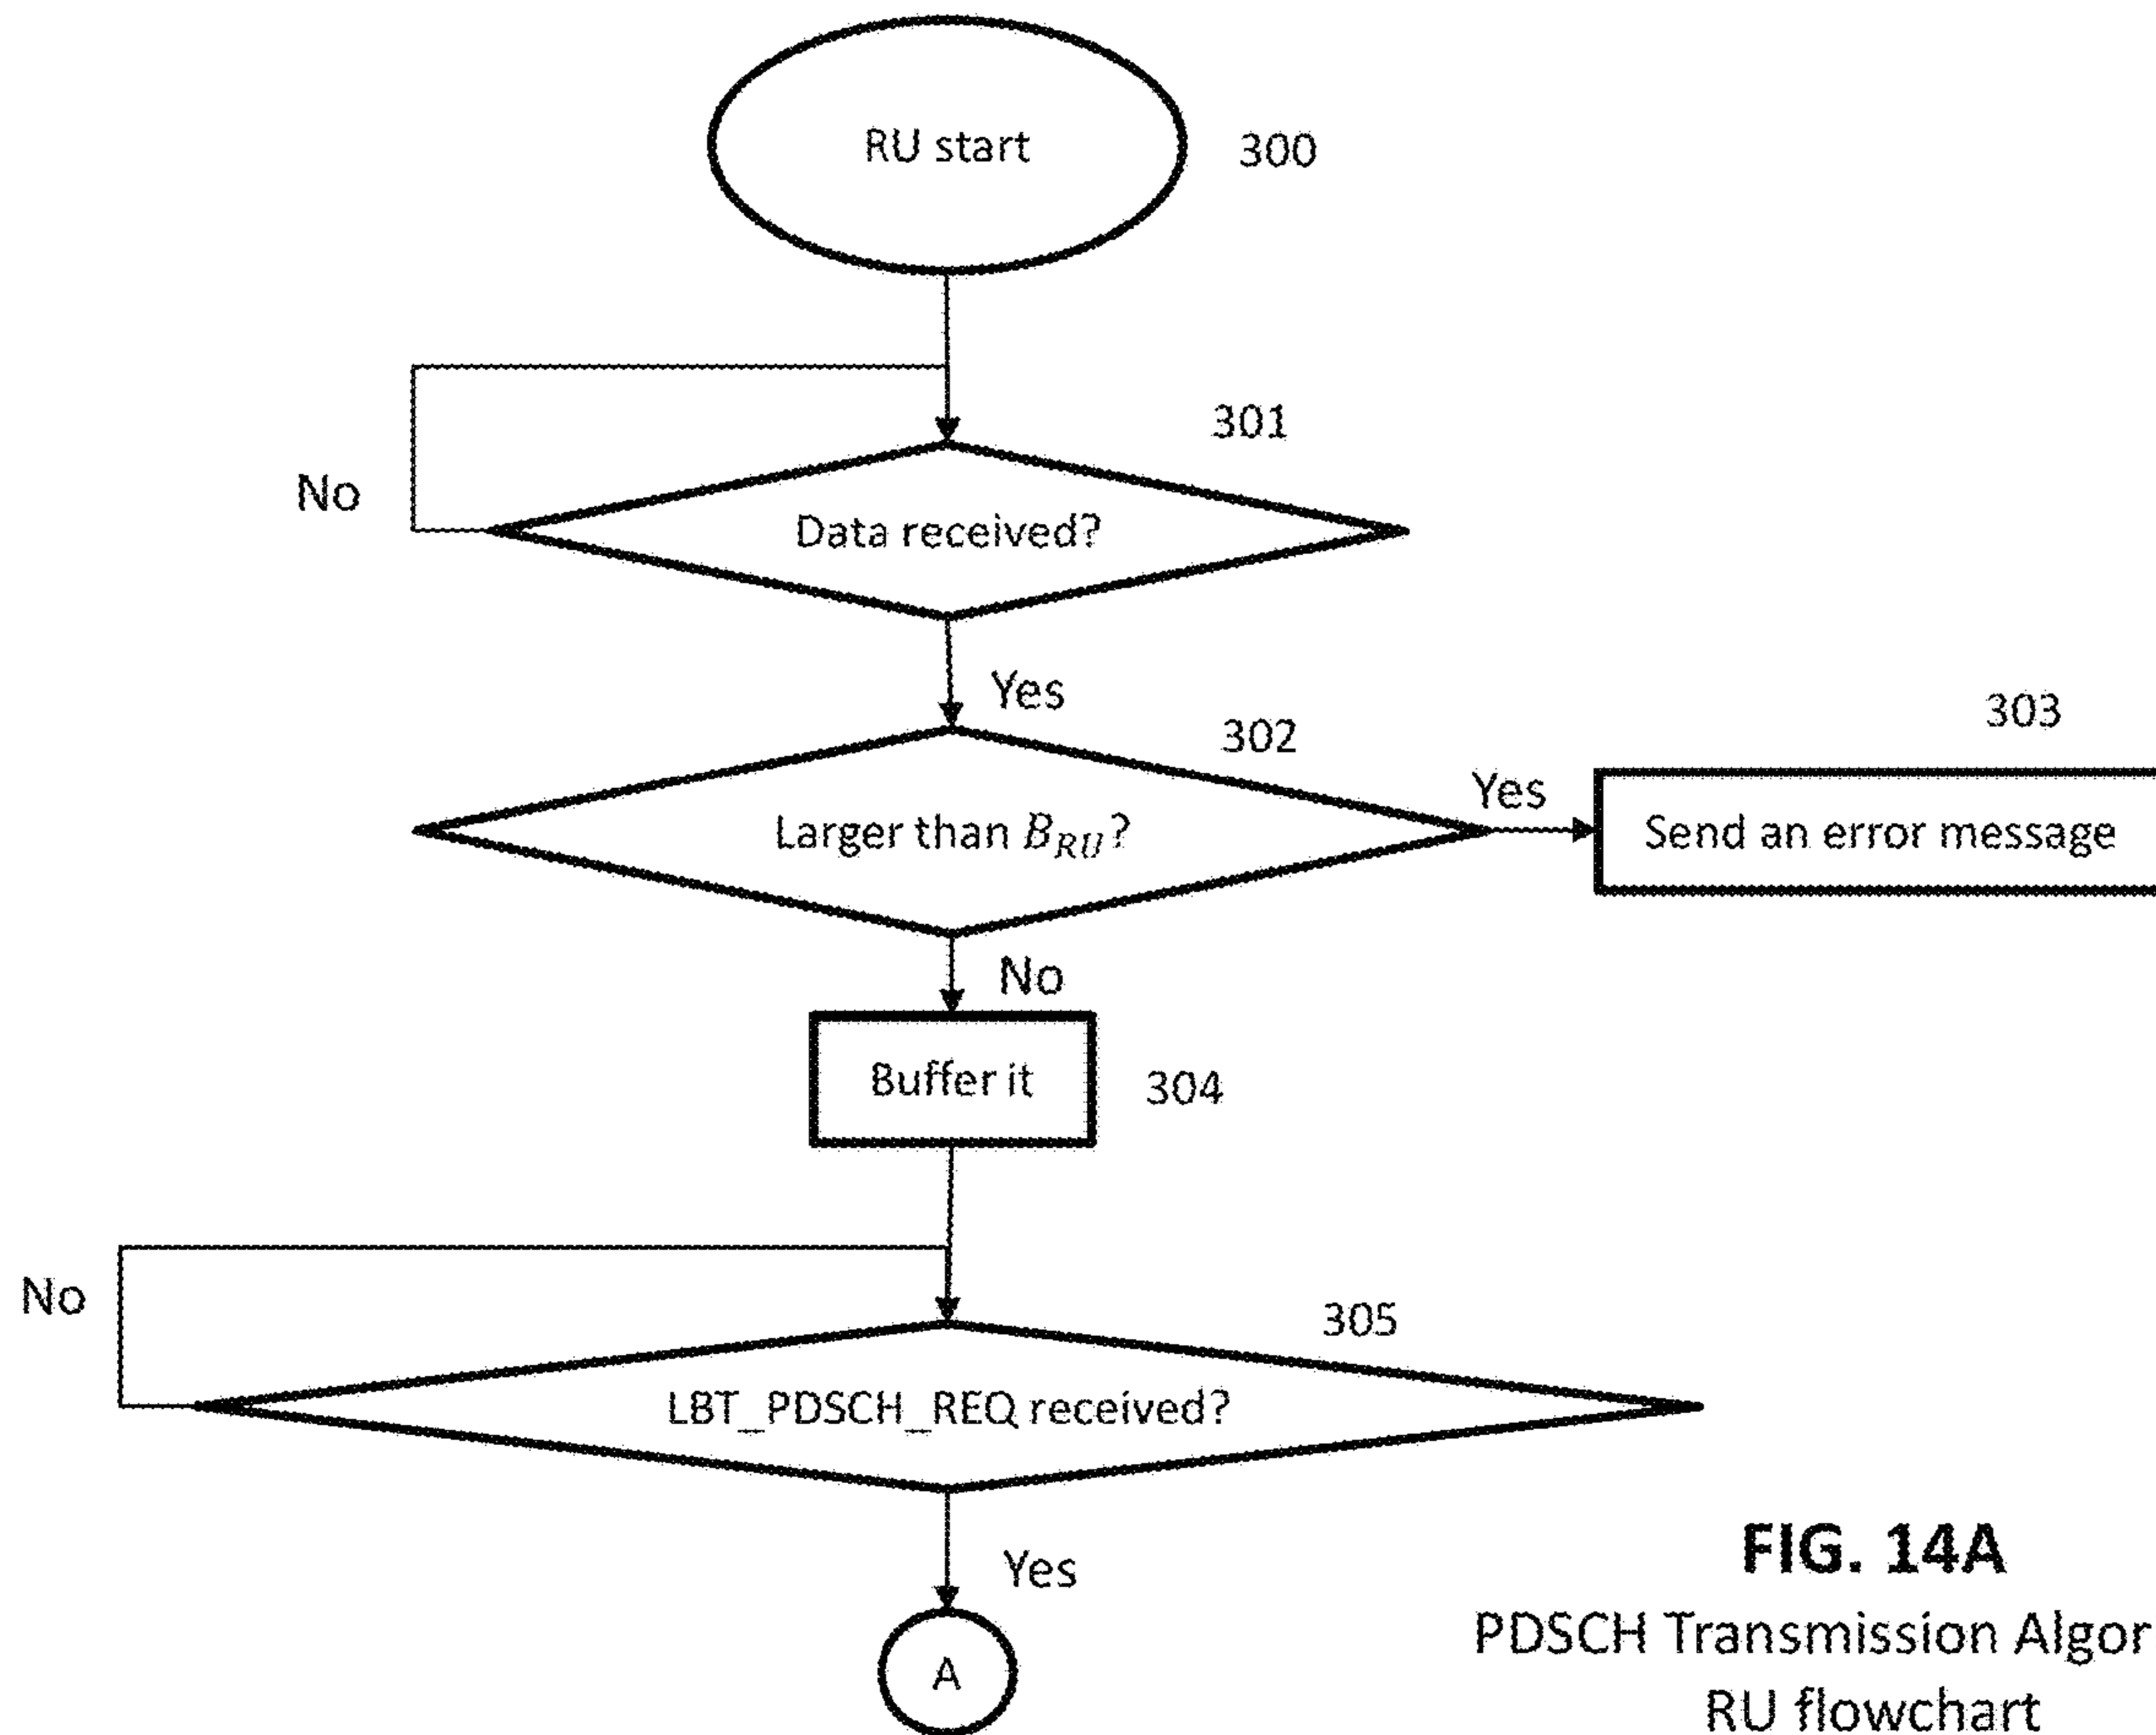 RU start
300
301
No
Data received?
Yes
302
303
Larger than B_RU?
Yes
Send an error message
No
Buffer it
304
No
305
LBT_PDSCH_REQ received?
Yes
A
FIG. 14A
PDSCH Transmission Algor
RU flowchart